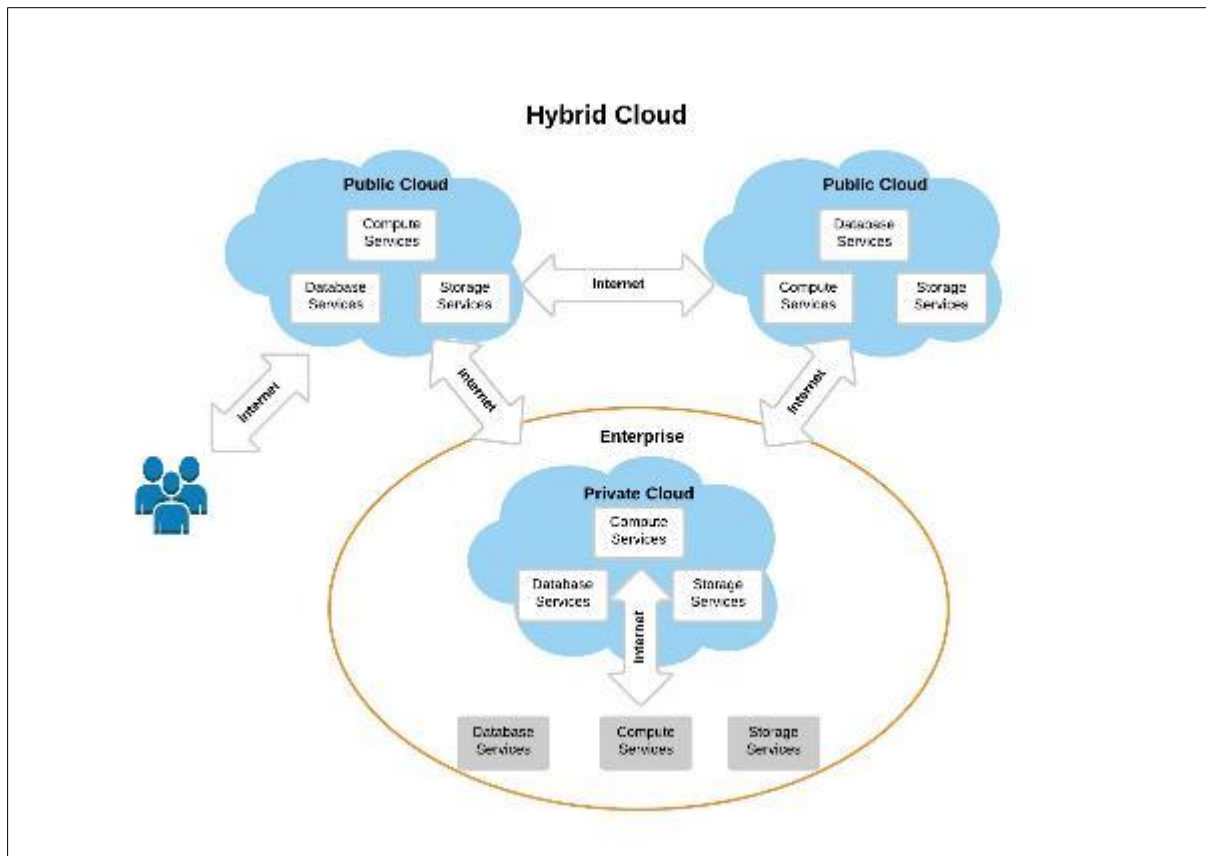 Hybrid Cloud
Public Cloud
Compute
Services
Database
Services
Storage
Services
Internet
Public Cloud
Database
Services
Compute
Services
Storage
Services
Internet
Internet
Internet
Enterprise
Private Cloud
Compute
Services
Database
Services
Storage
Services
Internet
Database
Services
Compute
Services
Storage
Services